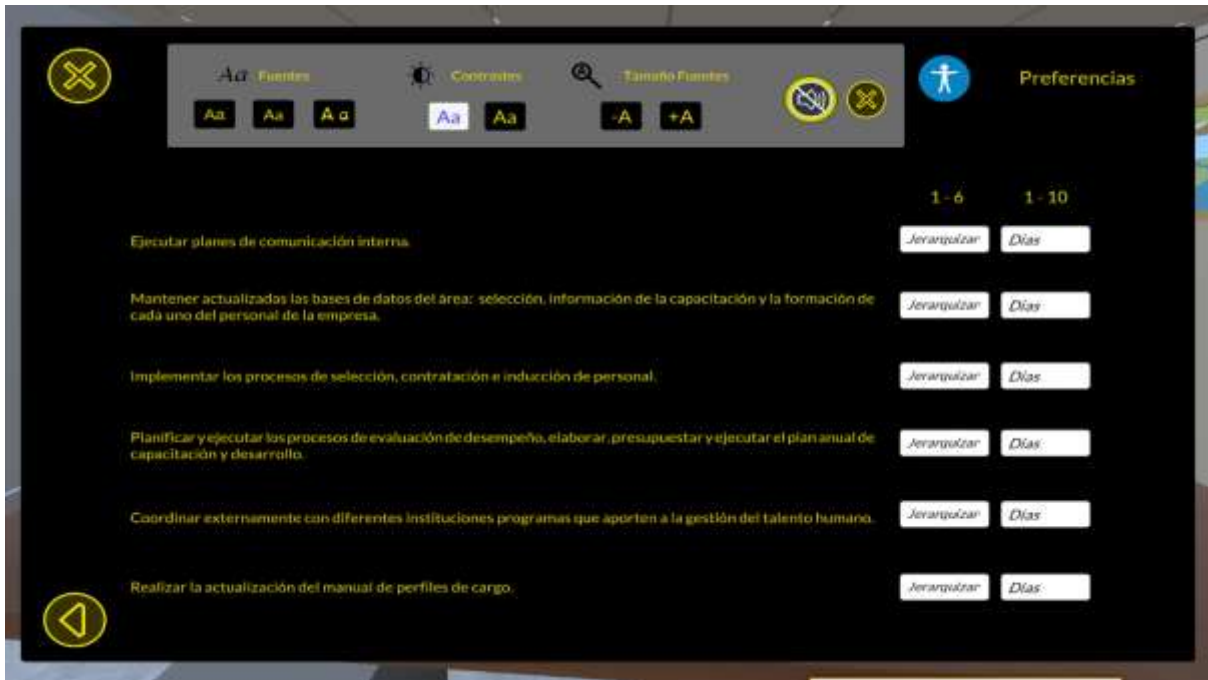 Aa Fuentes Contrastes Tamaño Fuentes
Aa Aa Aa Aa Aa -A +A
Preferencias
1 - 6 1 - 10
Ejecutar planes de comunicación interna. Jerarquizar Días
Mantener actualizadas las bases de datos del área: selección, información de la capacitación y la formación de
cada uno del personal de la empresa. Jerarquizar Días
Implementar los procesos de selección, contratación e inducción de personal. Jerarquizar Días
Planificar y ejecutar los procesos de evaluación de desempeño, elaborar, presupuestar y ejecutar el plan anual de
capacitación y desarrollo. Jerarquizar Días
Coordinar externamente con diferentes instituciones programas que aporten a la gestión del talento humano. Jerarquizar Días
Realizar la actualización del manual de perfiles de cargo. Jerarquizar Días